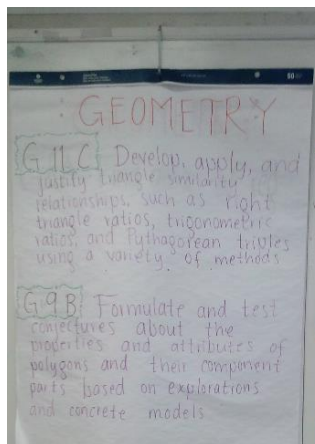 GEOMETRY
G.11.C Develop, apply, and
justify triangle similarity
relationships, such as right
triangle ratios, trigonometric
ratios, and Pythagorean triples
using a variety of methods
G.9.B Formulate and test
conjectures about the
properties and attributes of
polygons and their component
parts based on explorations
and concrete models